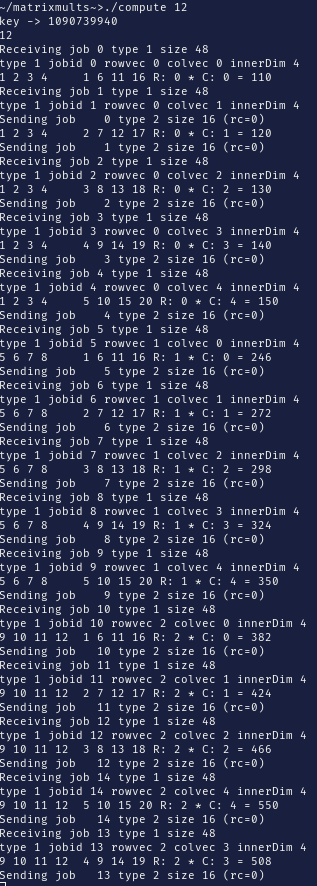 ~/matrixmults~>./compute 12
key -> 1090739940
12
Receiving job 0 type 1 size 48
type 1 jobid 0 rowvec 0 colvec 0 innerDim 4
1 2 3 4     1 6 11 16 R: 0 * C: 0 = 110
Receiving job 1 type 1 size 48
type 1 jobid 1 rowvec 0 colvec 1 innerDim 4
Sending job    0 type 2 size 16 (rc=0)
1 2 3 4     2 7 12 17 R: 0 * C: 1 = 120
Sending job    1 type 2 size 16 (rc=0)
Receiving job 2 type 1 size 48
type 1 jobid 2 rowvec 0 colvec 2 innerDim 4
1 2 3 4     3 8 13 18 R: 0 * C: 2 = 130
Sending job    2 type 2 size 16 (rc=0)
Receiving job 3 type 1 size 48
type 1 jobid 3 rowvec 0 colvec 3 innerDim 4
1 2 3 4     4 9 14 19 R: 0 * C: 3 = 140
Sending job    3 type 2 size 16 (rc=0)
Receiving job 4 type 1 size 48
type 1 jobid 4 rowvec 0 colvec 4 innerDim 4
1 2 3 4     5 10 15 20 R: 0 * C: 4 = 150
Sending job    4 type 2 size 16 (rc=0)
Receiving job 5 type 1 size 48
type 1 jobid 5 rowvec 1 colvec 0 innerDim 4
5 6 7 8     1 6 11 16 R: 1 * C: 0 = 246
Sending job    5 type 2 size 16 (rc=0)
Receiving job 6 type 1 size 48
type 1 jobid 6 rowvec 1 colvec 1 innerDim 4
5 6 7 8     2 7 12 17 R: 1 * C: 1 = 272
Sending job    6 type 2 size 16 (rc=0)
Receiving job 7 type 1 size 48
type 1 jobid 7 rowvec 1 colvec 2 innerDim 4
5 6 7 8     3 8 13 18 R: 1 * C: 2 = 298
Sending job    7 type 2 size 16 (rc=0)
Receiving job 8 type 1 size 48
type 1 jobid 8 rowvec 1 colvec 3 innerDim 4
5 6 7 8     4 9 14 19 R: 1 * C: 3 = 324
Sending job    8 type 2 size 16 (rc=0)
Receiving job 9 type 1 size 48
type 1 jobid 9 rowvec 1 colvec 4 innerDim 4
5 6 7 8     5 10 15 20 R: 1 * C: 4 = 350
Sending job    9 type 2 size 16 (rc=0)
Receiving job 10 type 1 size 48
type 1 jobid 10 rowvec 2 colvec 0 innerDim 4
9 10 11 12  1 6 11 16 R: 2 * C: 0 = 382
Sending job   10 type 2 size 16 (rc=0)
Receiving job 11 type 1 size 48
type 1 jobid 11 rowvec 2 colvec 1 innerDim 4
9 10 11 12  2 7 12 17 R: 2 * C: 1 = 424
Sending job   11 type 2 size 16 (rc=0)
Receiving job 12 type 1 size 48
type 1 jobid 12 rowvec 2 colvec 2 innerDim 4
9 10 11 12  3 8 13 18 R: 2 * C: 2 = 466
Sending job   12 type 2 size 16 (rc=0)
Receiving job 14 type 1 size 48
type 1 jobid 14 rowvec 2 colvec 4 innerDim 4
9 10 11 12  5 10 15 20 R: 2 * C: 4 = 550
Sending job   14 type 2 size 16 (rc=0)
Receiving job 13 type 1 size 48
type 1 jobid 13 rowvec 2 colvec 3 innerDim 4
9 10 11 12  4 9 14 19 R: 2 * C: 3 = 508
Sending job   13 type 2 size 16 (rc=0)